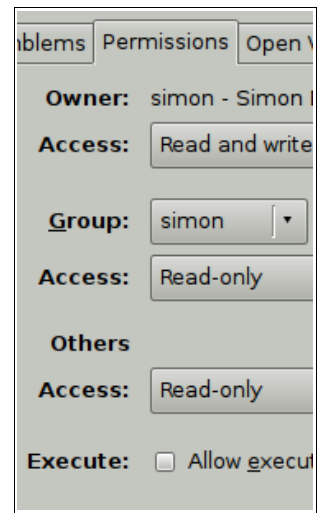 mblems Permissions Open V
Owner: simon - Simon
Access: Read and write
Group: simon
Access: Read-only
Others
Access: Read-only
Execute: Allow execut